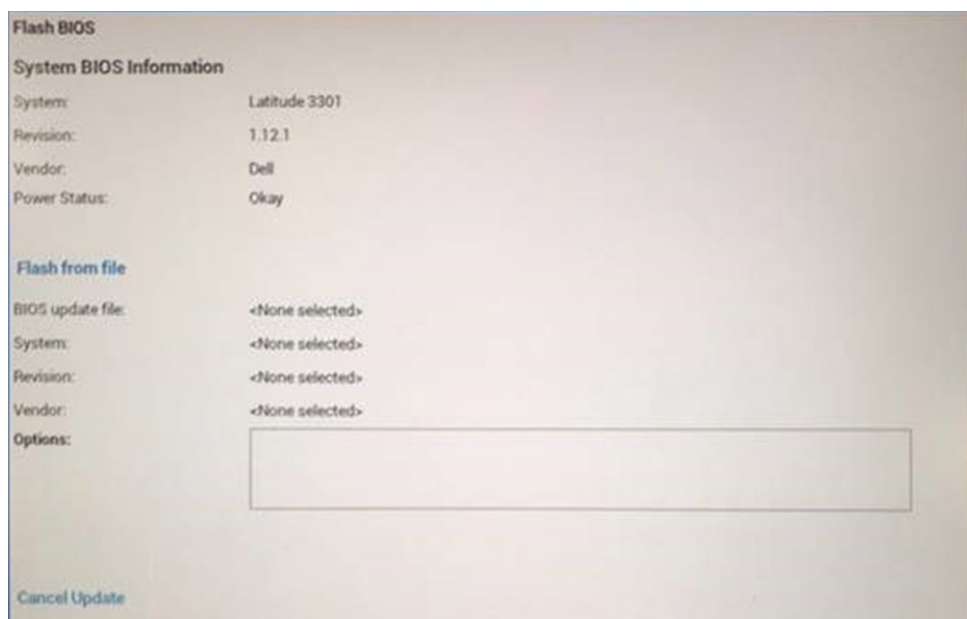 Flash BIOS
System BIOS Information
System: Latitude 3301
Revision: 1.12.1
Vendor: Dell
Power Status: Okay
Flash from file
BIOS update file: <None selected>
System: <None selected>
Revision: <None selected>
Vendor: <None selected>
Options:
Cancel Update